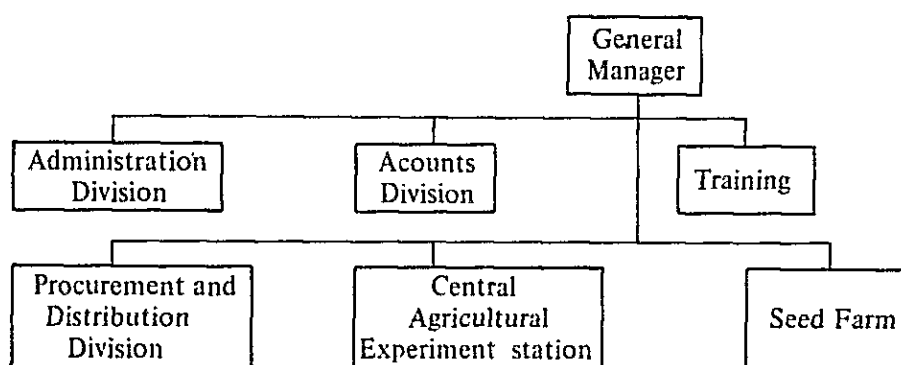 General
Manager
Administration
Division
Acounts
Division
Training
Procurement and
Distribution
Division
Central
Agricultural
Experiment station
Seed Farm